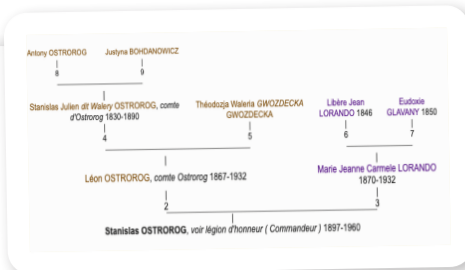 Antony OSTROROG Justyna BOHDANOWICZ
8 9
Stanislas Julien dit Walery OSTROROG, comte d'Ostrorog 1830-1890
Théodozja Waleria GWOZDECKA GWOZDECKA
Libère Jean LORANDO 1846
Eudoxie GLAVANY 1850
4 5 6 7
Léon OSTROROG, comte Ostrorog 1867-1932
Marie Jeanne Carmele LORANDO 1870-1932
2 3
Stanislas OSTROROG, voir légion d'honneur ( Commandeur ) 1897-1960